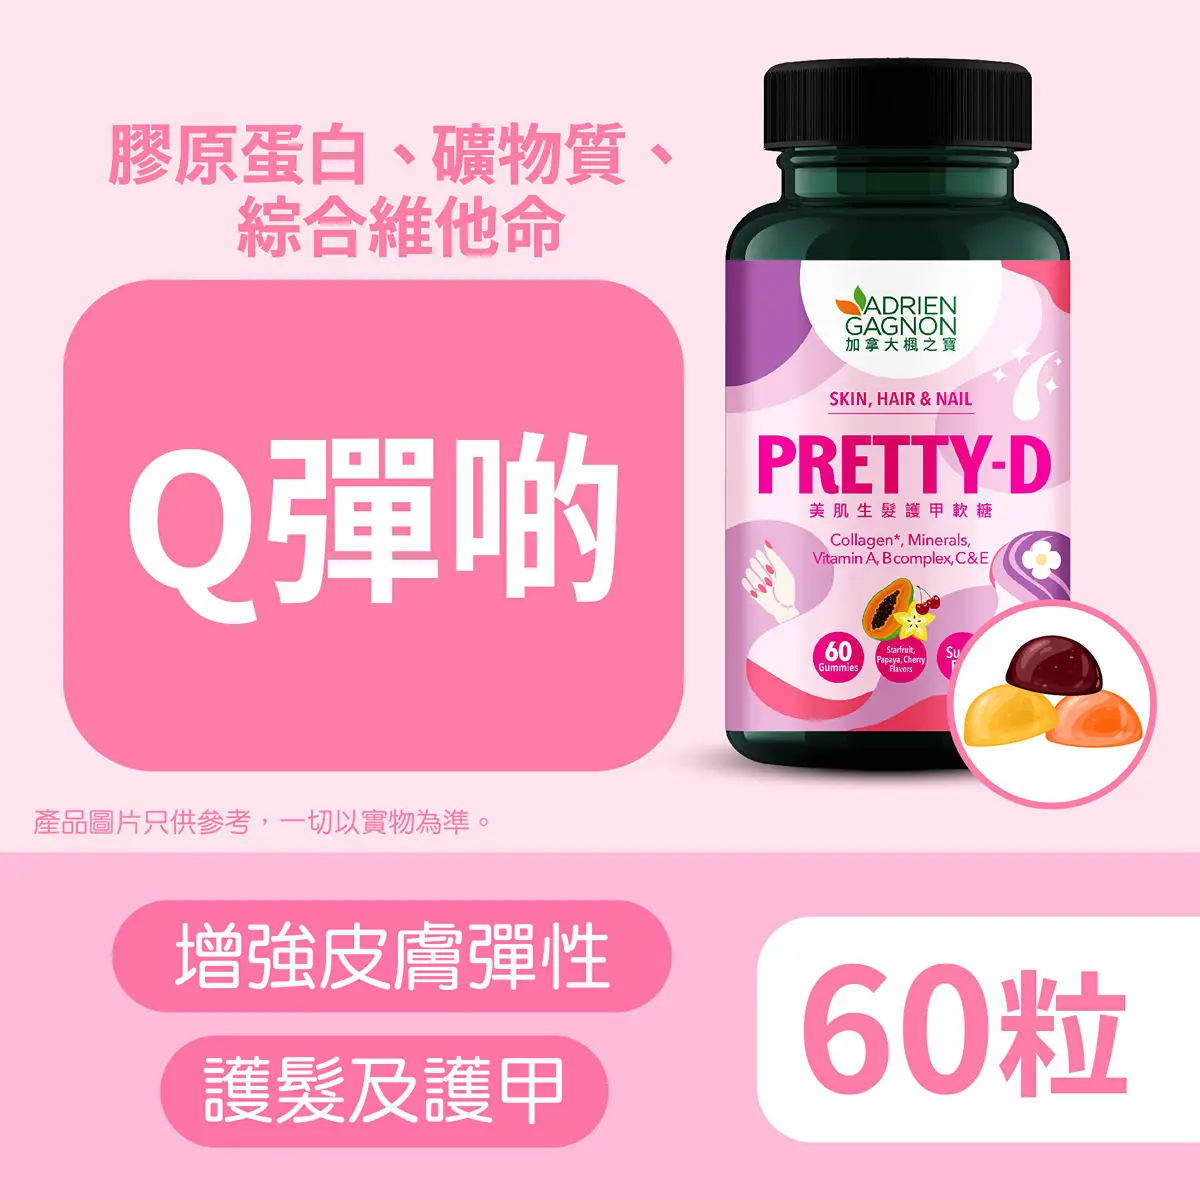 膠原蛋白、礦物質、
綜合維他命
Q彈啲
ADRIEN
GAGNON
加拿大楓之寶
SKIN, HAIR & NAIL
PRETTY-D
美肌生髮護甲軟糖
Collagen*, Minerals,
Vitamin A, B complex, C & E
60
Gummies
Starfruit,
Papaya, Cherry
Flavors
產品圖片只供參考，一切以實物為準。
增強皮膚彈性
護髮及護甲
60粒